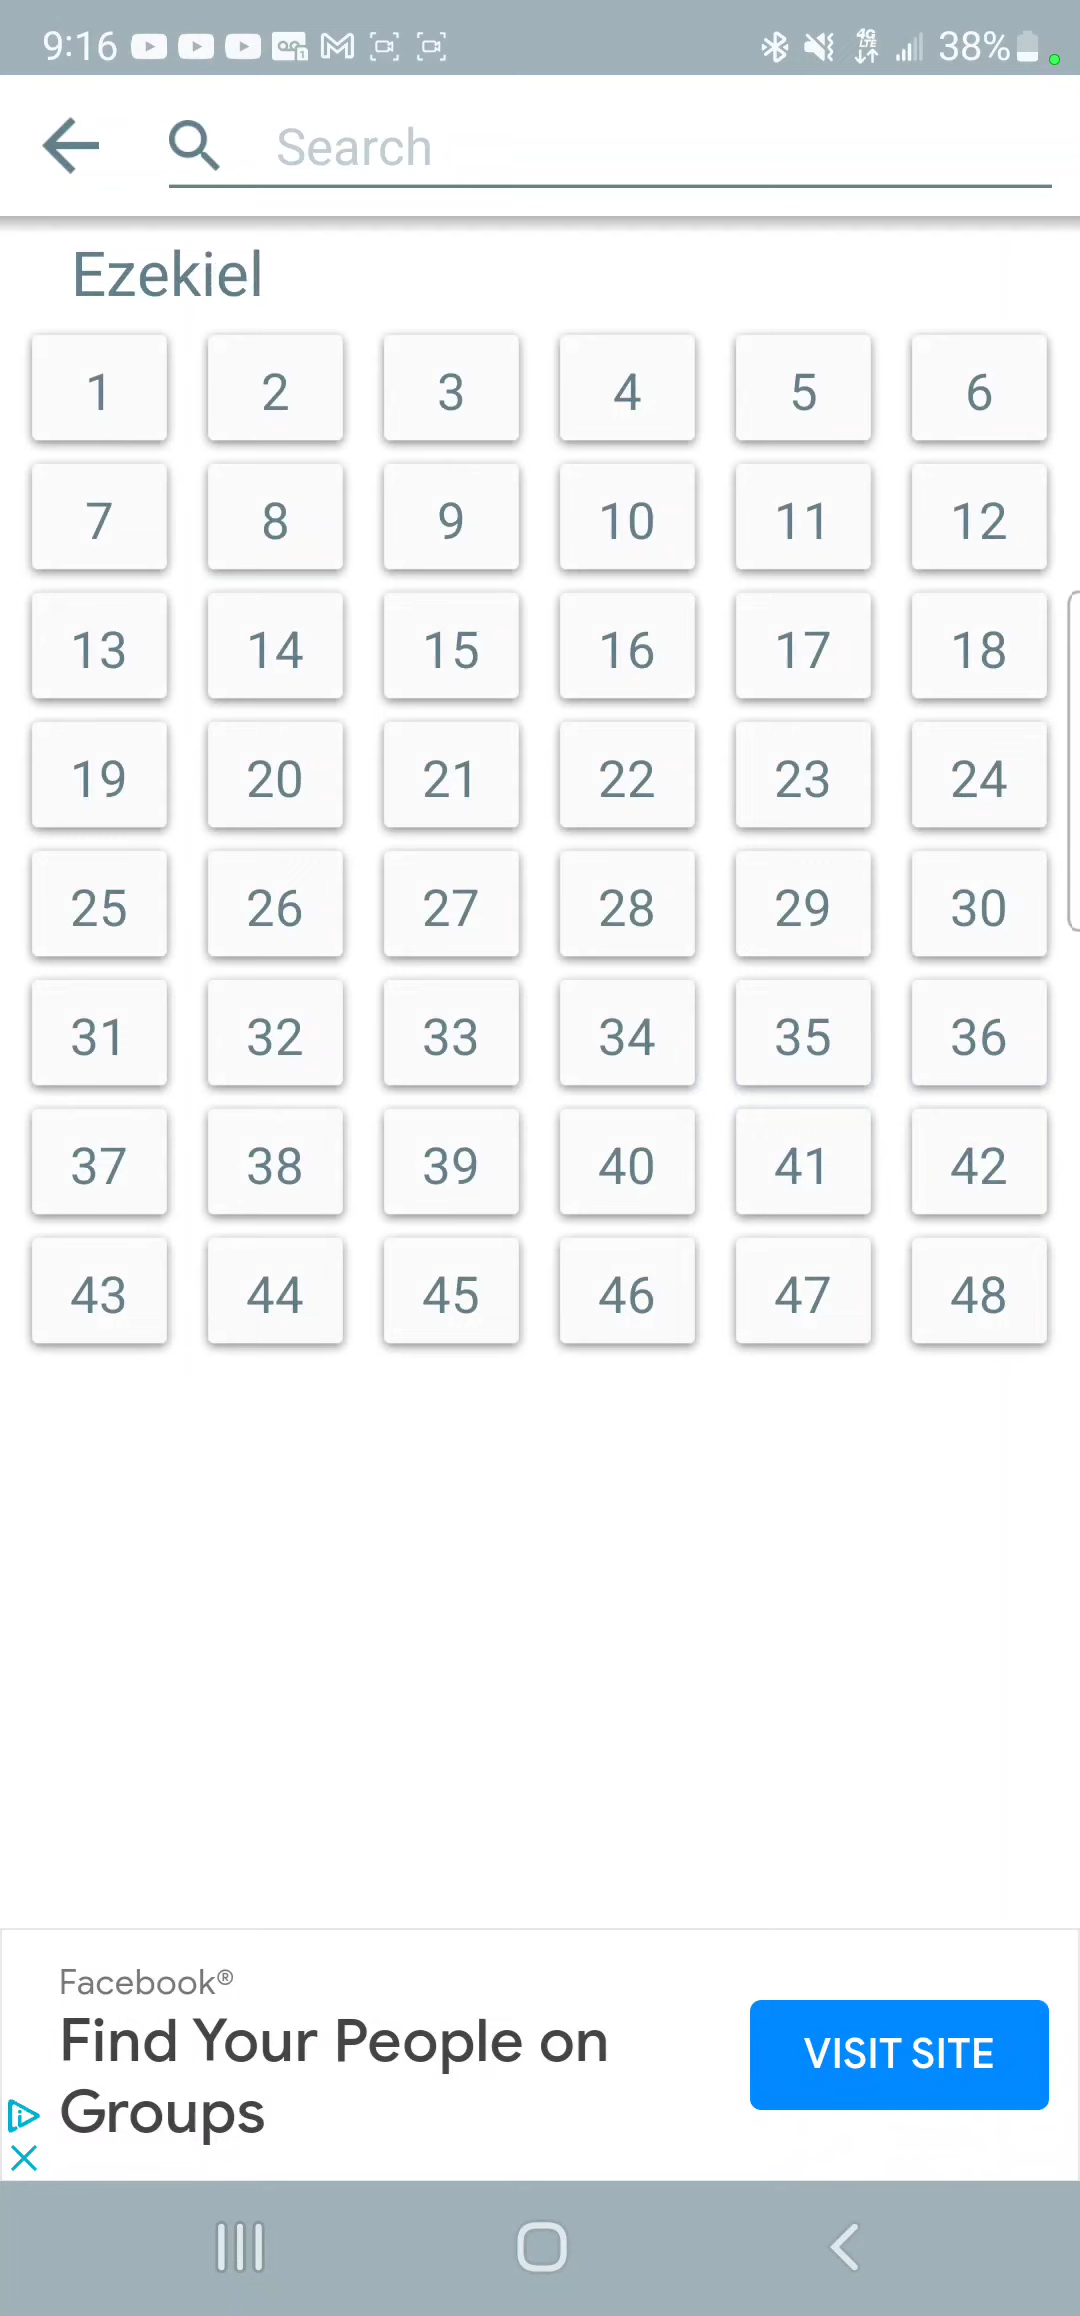 9:16 4G LTE 38%
Search
Ezekiel
1 2 3 4 5 6
7 8 9 10 11 12
13 14 15 16 17 18
19 20 21 22 23 24
25 26 27 28 29 30
31 32 33 34 35 36
37 38 39 40 41 42
43 44 45 46 47 48
Facebook®
Find Your People on
Groups
VISIT SITE